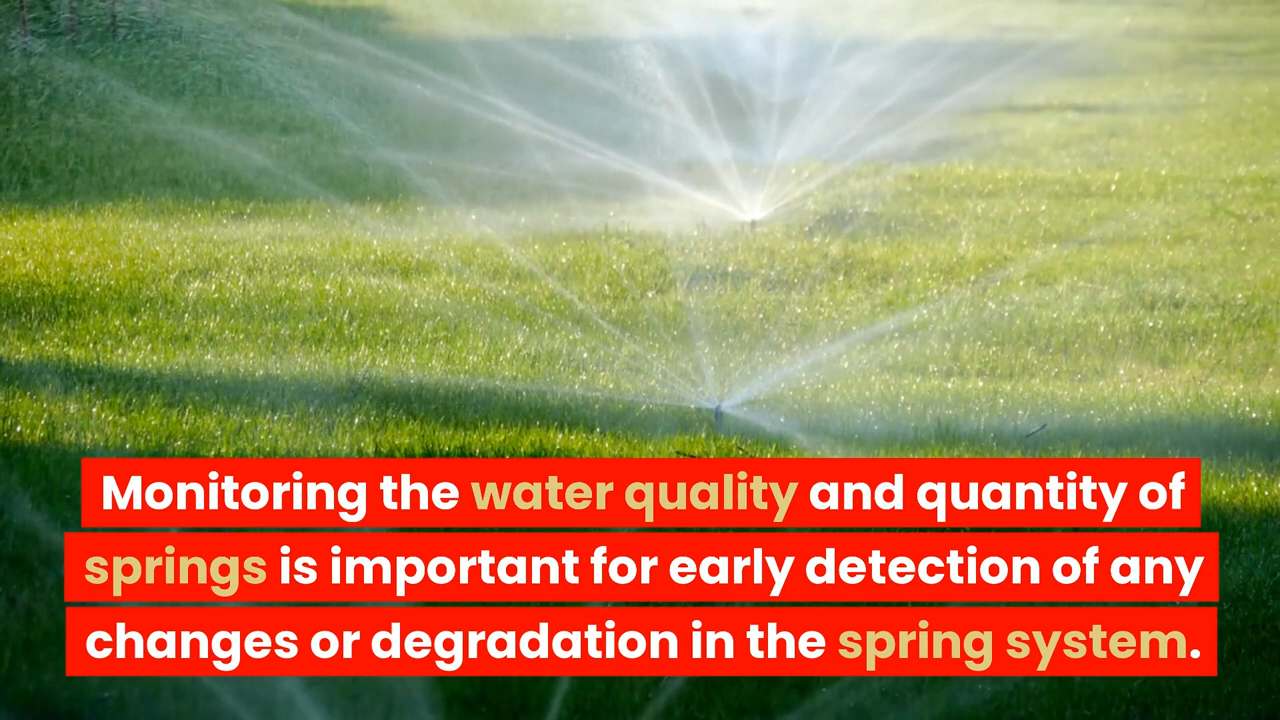 Monitoring the water quality and quantity of
springs is important for early detection of any
changes or degradation in the spring system.